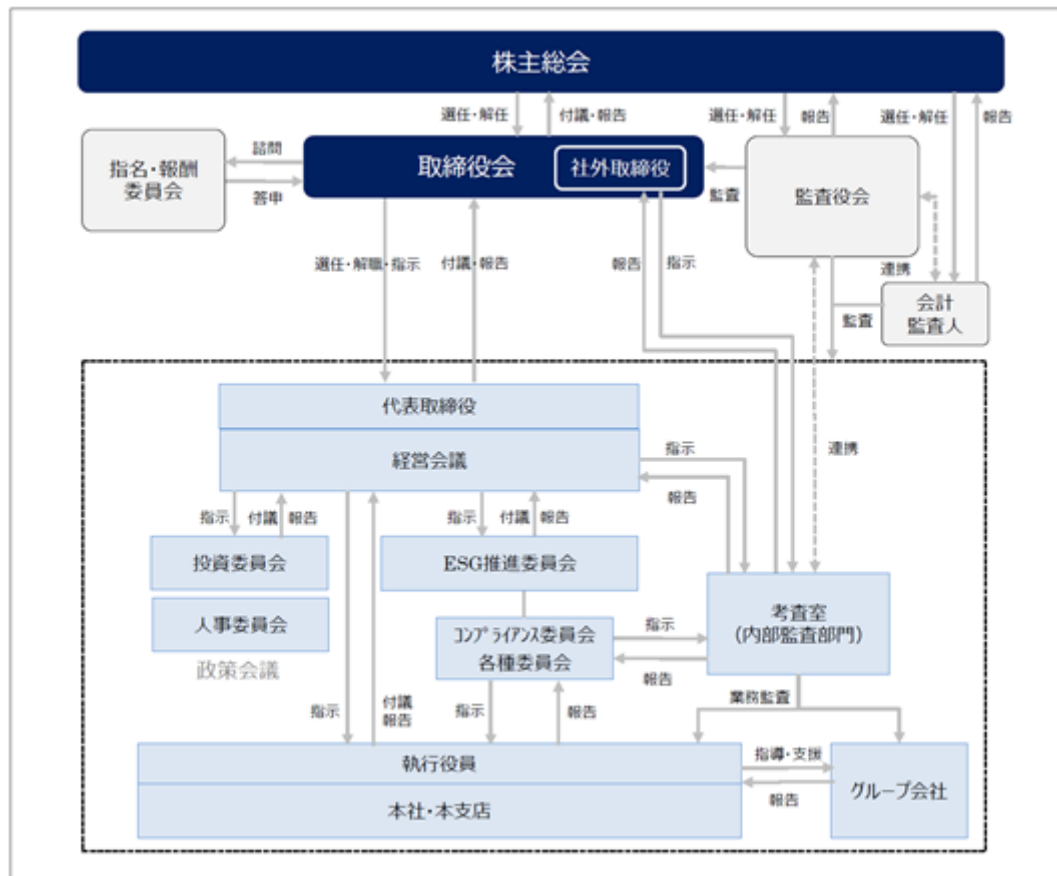 株主総会
選任・解任
付議・報告
選任・解任
報告
選任・解任
報告
指名・報酬
委員会
諮問
答申
取締役会
社外取締役
監査
監査役会
選任・解職・指示
付議・報告
報告
指示
連携
監査
会計
監査人
代表取締役
経営会議
指示
報告
連携
指示
付議
報告
指示
付議
報告
投資委員会
ESG推進委員会
人事委員会
政策会議
コンプライアンス委員会
各種委員会
指示
報告
考査室
(内部監査部門)
指示
付議
報告
指示
報告
業務監査
執行役員
本社・本支店
指導・支援
報告
グループ会社